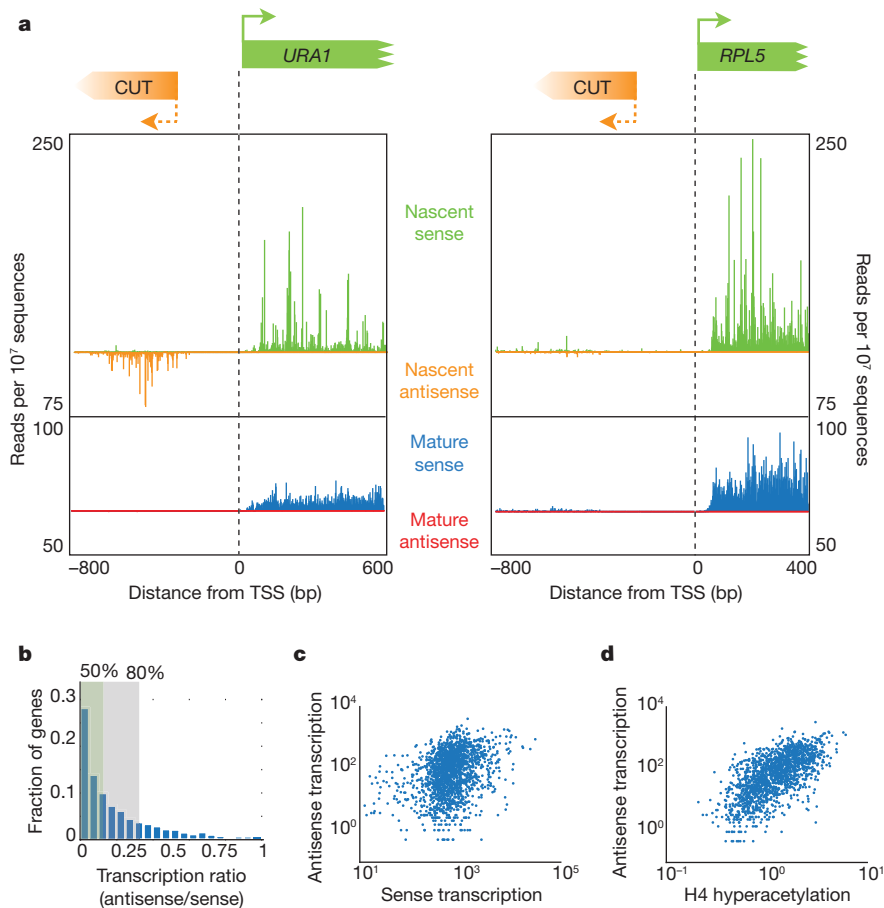 a
URA1
RPL5
CUT
CUT
250
250
Nascent
sense
Reads per 10⁷ sequences
Reads per 10⁷ sequences
Nascent
antisense
75
75
100
100
Mature
sense
Mature
antisense
50
50
−800 0 600
−800 0 400
Distance from TSS (bp)
Distance from TSS (bp)
b
50% 80%
0.3
0.2
0.1
0
Fraction of genes
0 0.25 0.75 1
Transcription ratio
(antisense/sense)
c
Antisense transcription
10⁴
10²
10⁰
10¹ 10³ 10⁵
Sense transcription
d
Antisense transcription
10⁴
10²
10⁰
10⁻¹ 10⁰ 10¹
H4 hyperacetylation